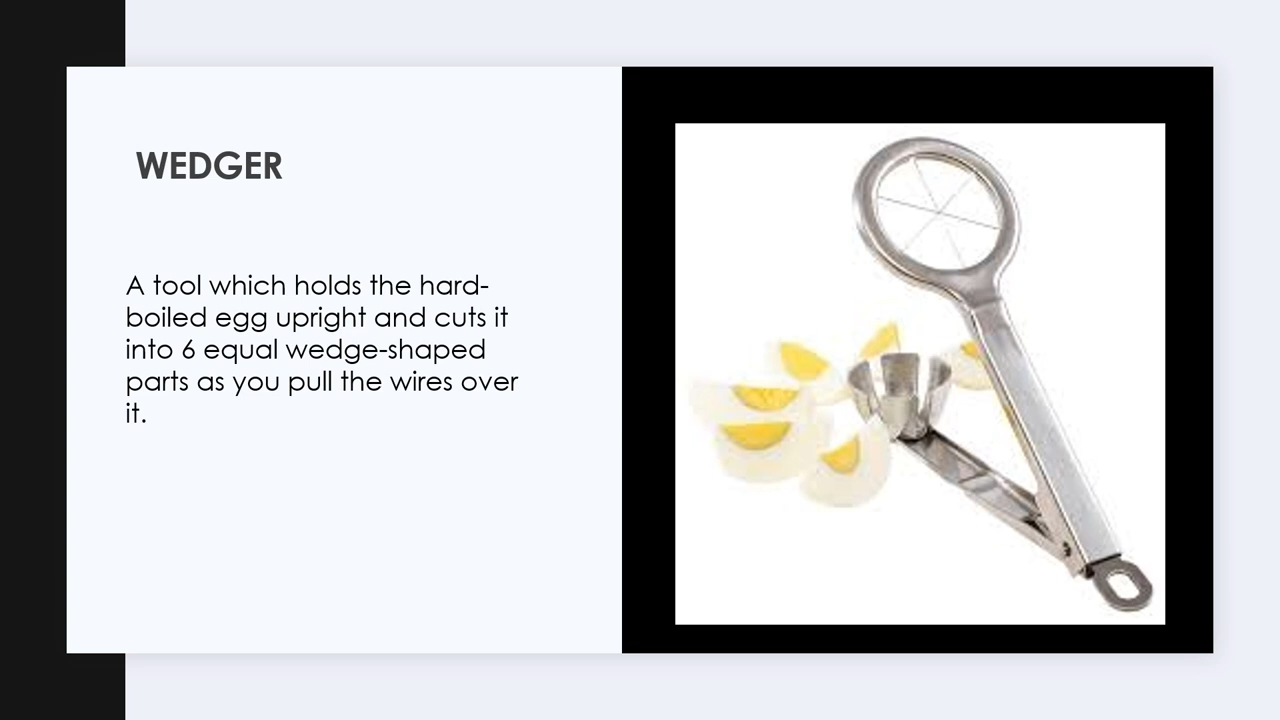 WEDGER
A tool which holds the hard-
boiled egg upright and cuts it
into 6 equal wedge-shaped
parts as you pull the wires over
it.